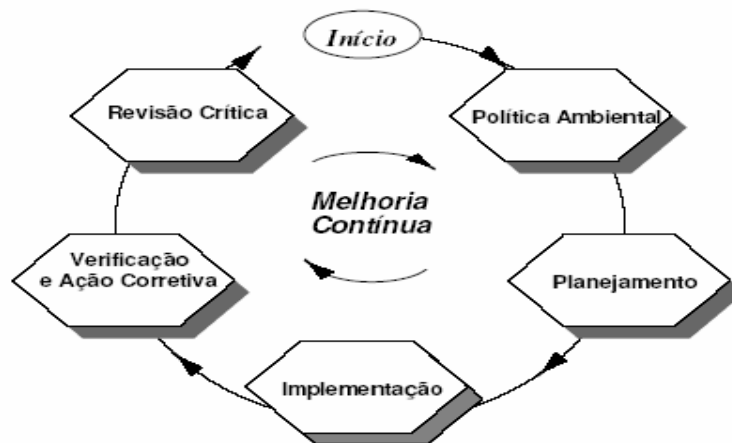 Início
Política Ambiental
Planejamento
Implementação
Verificação
e Ação Corretiva
Revisão Crítica
Melhoria
Contínua